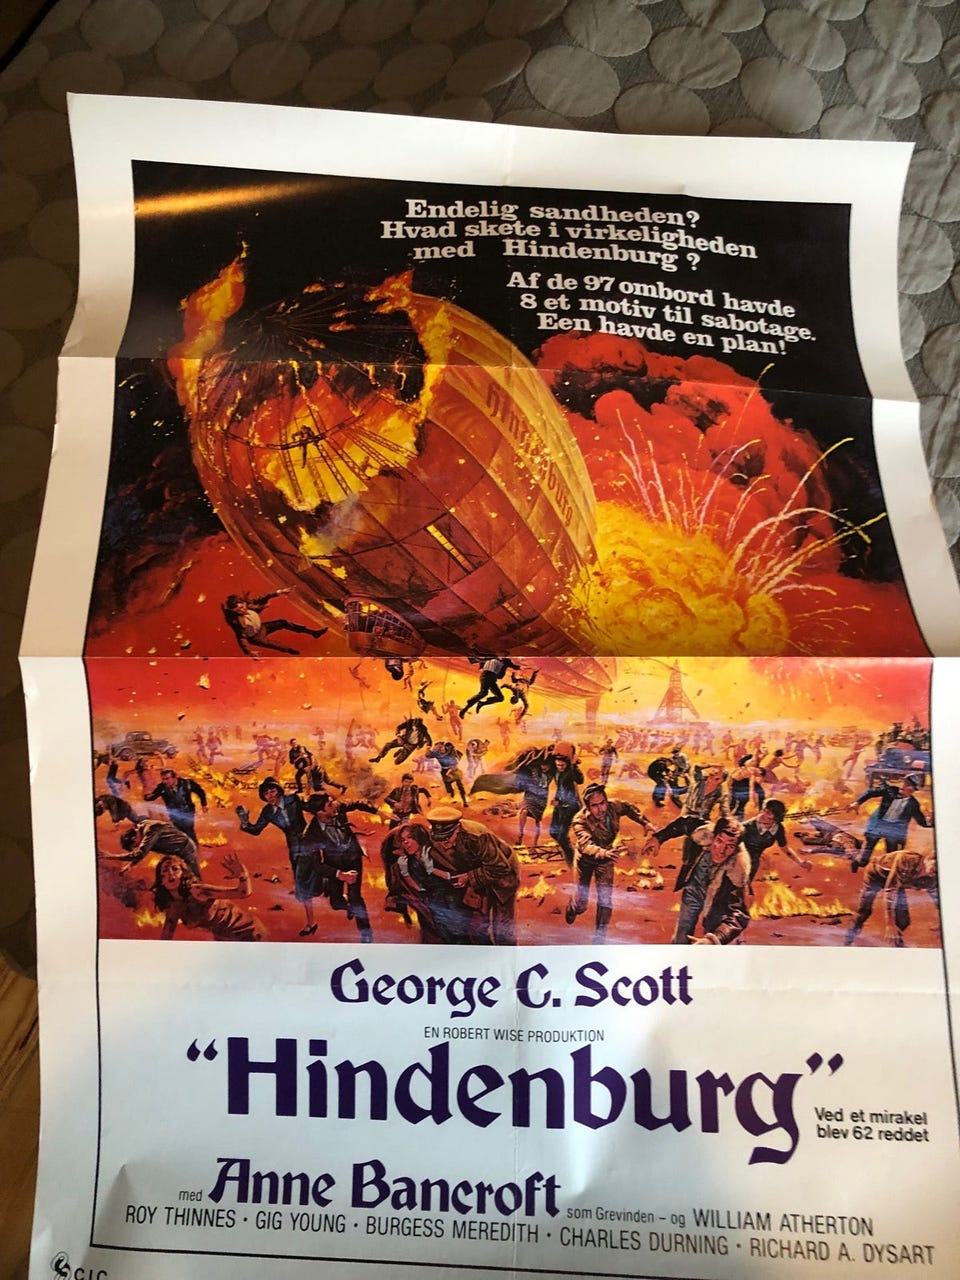 Endelig sandheden?
Hvad skete i virkeligheden
med Hindenburg ?
Af de 97 ombord havde
8 et motiv til sabotage.
Een havde en plan!
Hindenburg
George C. Scott
EN ROBERT WISE PRODUKTION
“Hindenburg”
Ved et mirakel
blev 62 reddet
med Anne Bancroft som Grevinden – og WILLIAM ATHERTON
ROY THINNES · GIG YOUNG · BURGESS MEREDITH · CHARLES DURNING · RICHARD A. DYSART
CIC